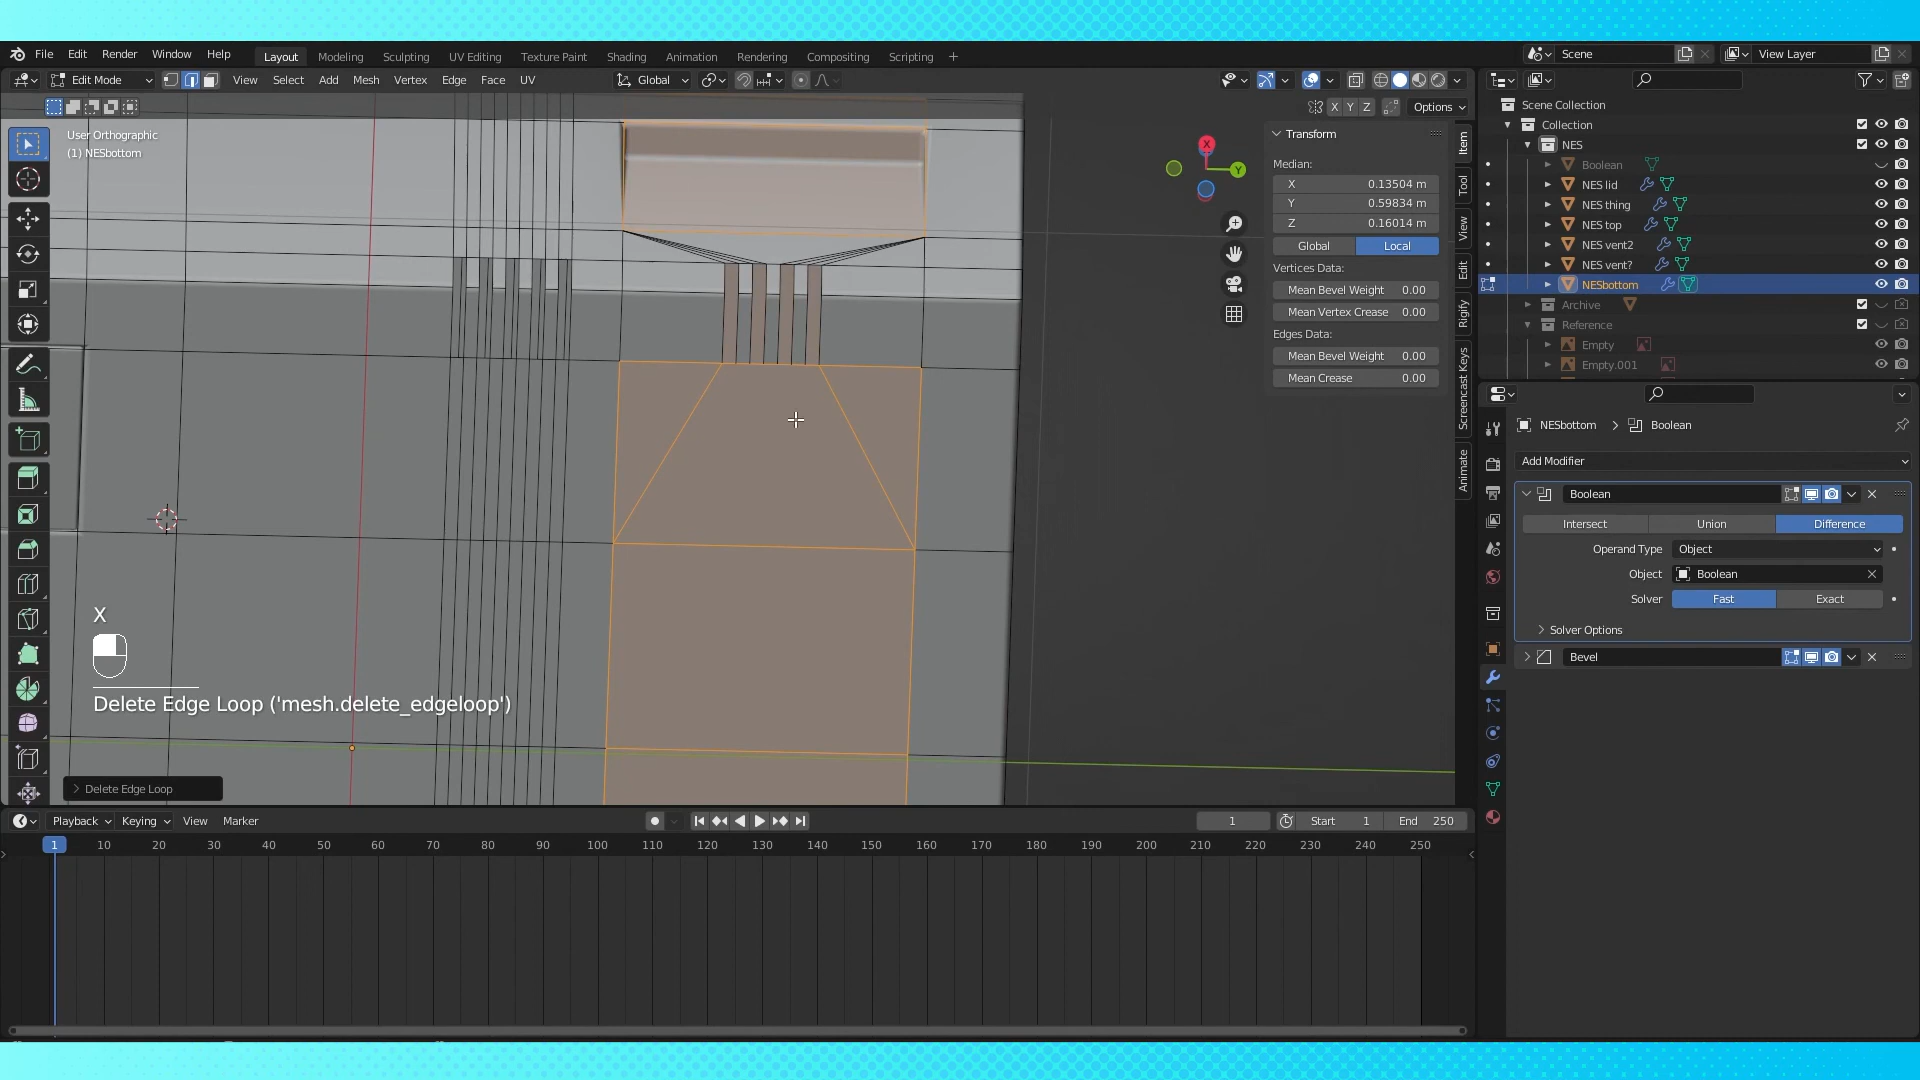 File Edit Render Window Help Layout Modeling Sculpting UV Editing Texture Paint Shading Animation Rendering Compositing Scripting + Scene View Layer
Edit Mode View Select Add Mesh Vertex Edge Face UV Global
X Y Z Options
User Orthographic
(1) NESbottom
X
Y
Transform
Median:
X 0.13504 m
Y 0.59834 m
Z 0.16014 m
Global Local
Vertices Data:
Mean Bevel Weight 0.00
Mean Vertex Crease 0.00
Edges Data:
Mean Bevel Weight 0.00
Mean Crease 0.00
Item
Tool
View
Edit
Rigify
Screencast Keys
Animate
X
Delete Edge Loop ('mesh.delete_edgeloop')
Delete Edge Loop
Scene Collection
Collection
NES
Boolean
NES lid
NES thing
NES top
NES vent2
NES vent?
NESbottom
Archive
Reference
Empty
Empty.001
NESbottom > Boolean
Add Modifier
Boolean
Intersect Union Difference
Operand Type Object
Object Boolean
Solver Fast Exact
Solver Options
Bevel
Playback Keying View Marker 1 Start 1 End 250
1 10 20 30 40 50 60 70 80 90 100 110 120 130 140 150 160 170 180 190 200 210 220 230 240 250